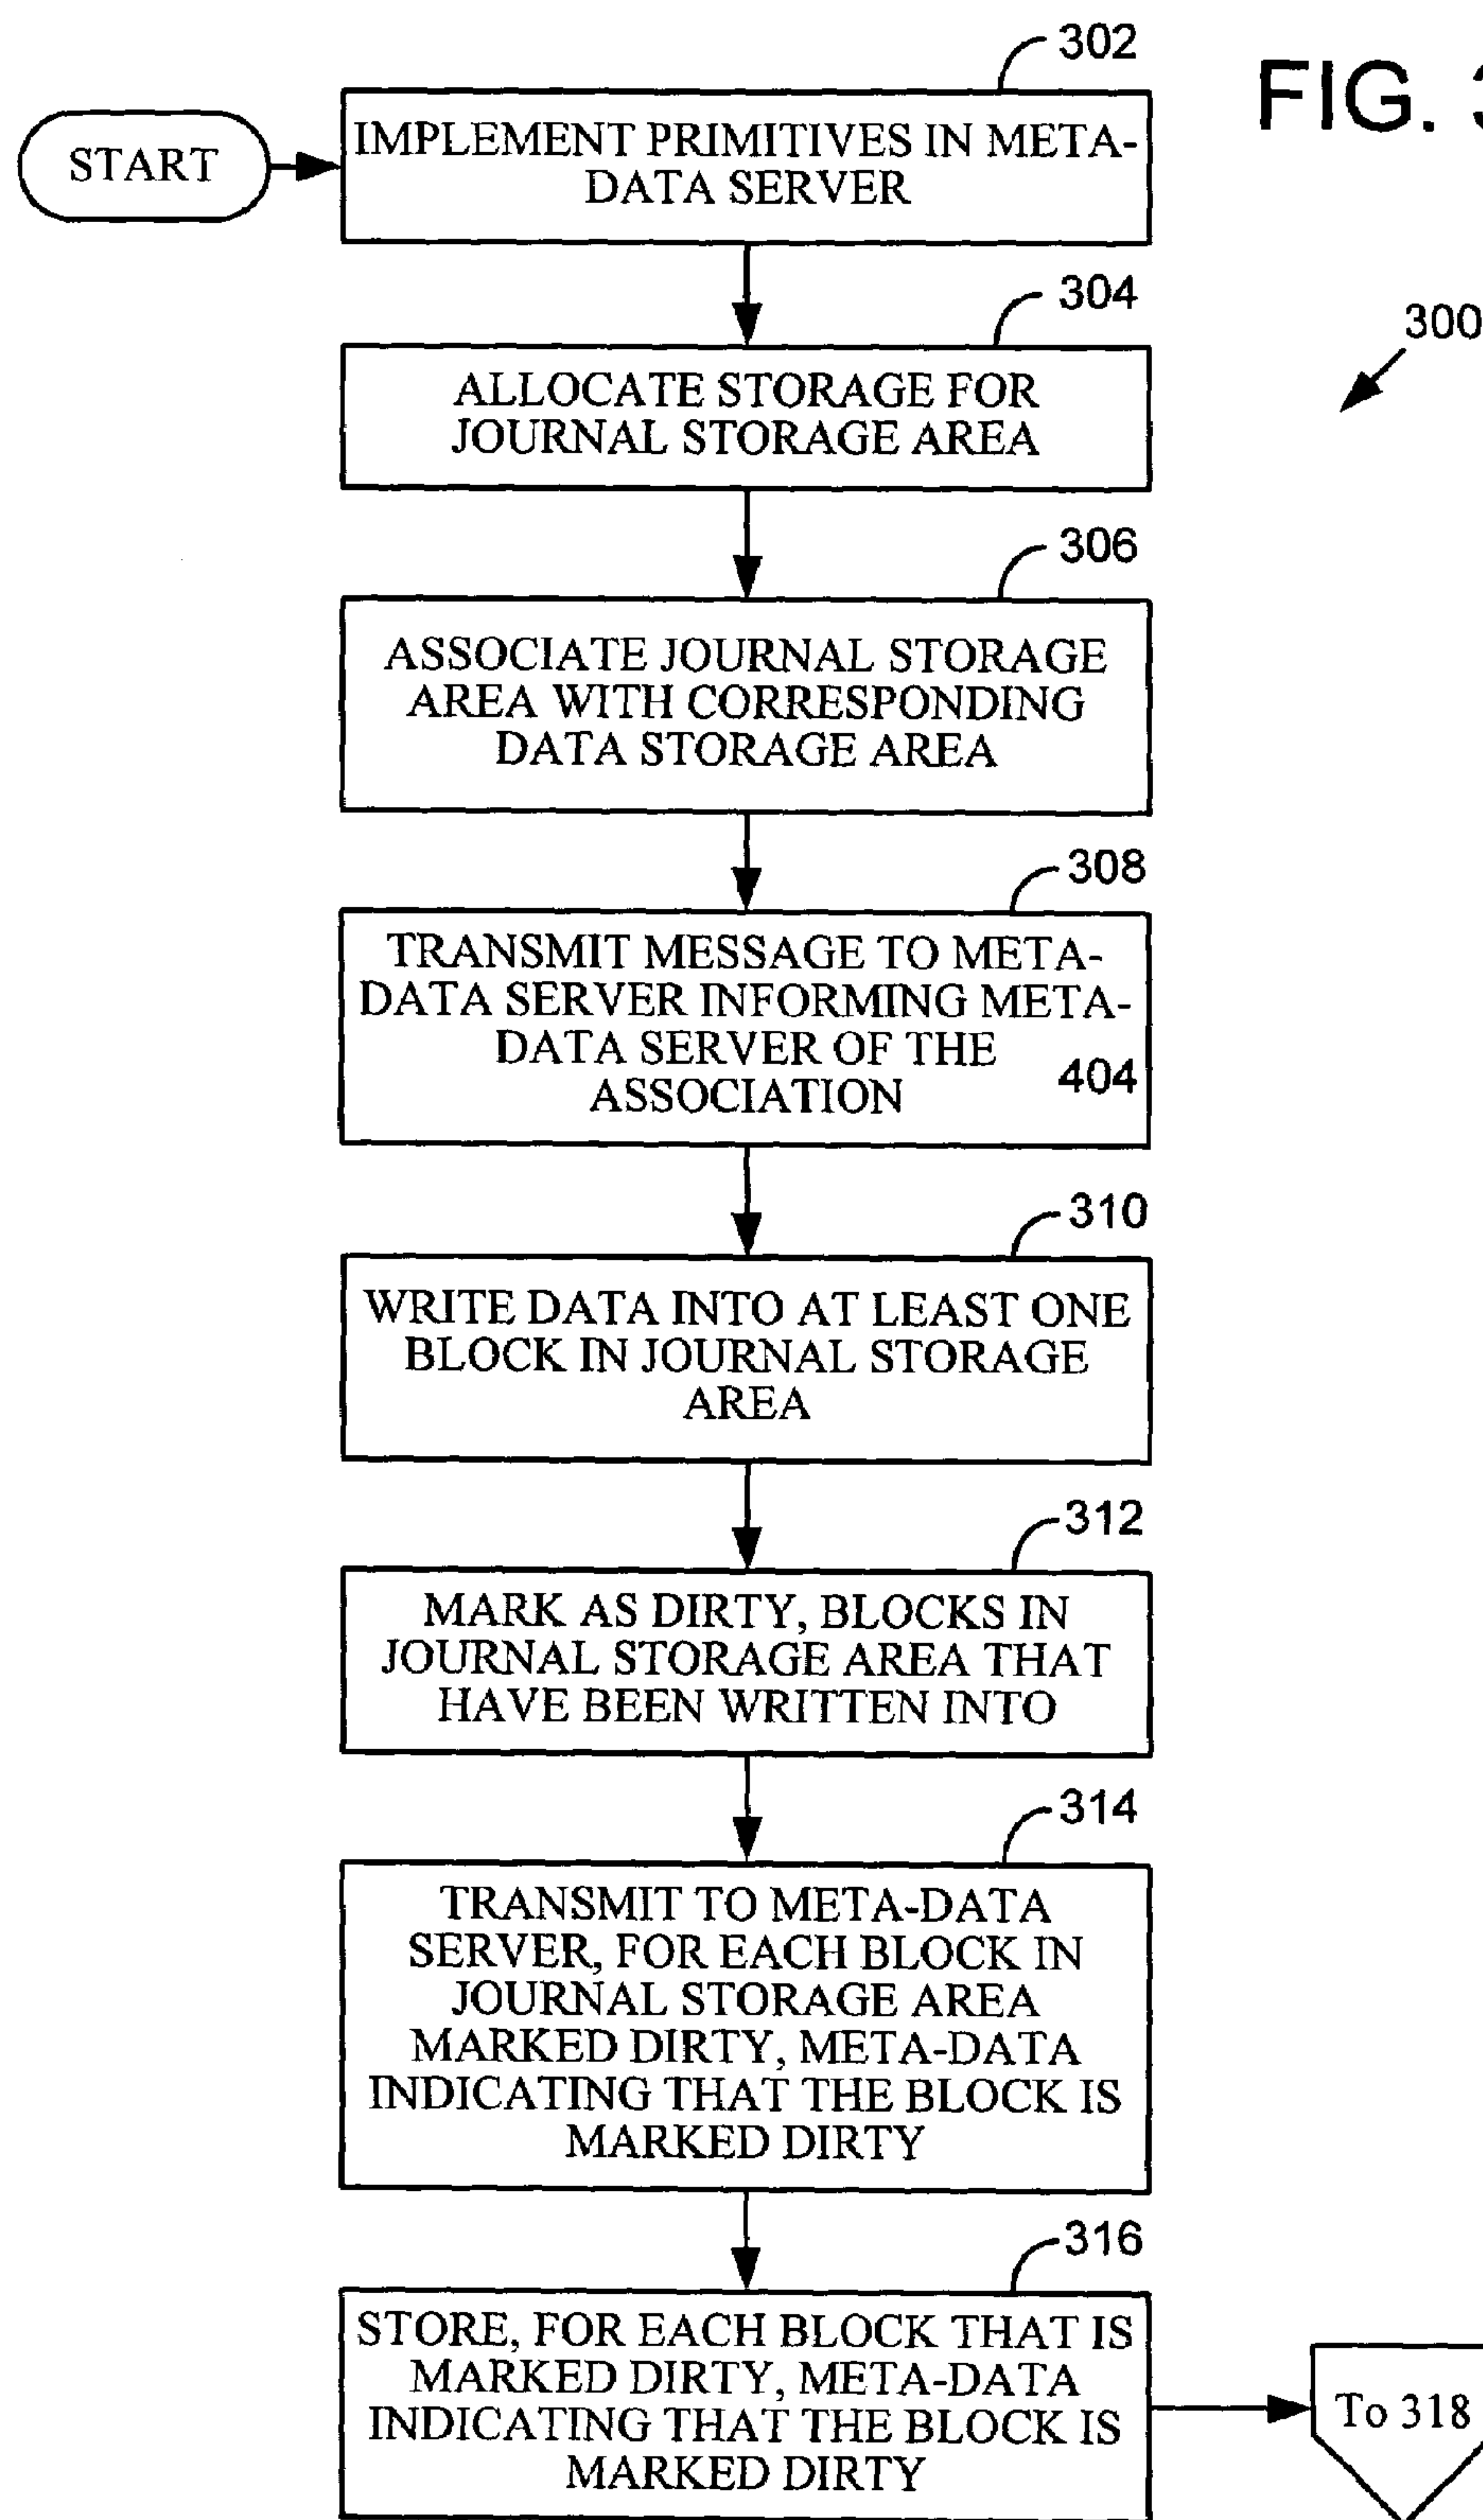 302
FIG. 3
START
IMPLEMENT PRIMITIVES IN META-
DATA SERVER
304
300
ALLOCATE STORAGE FOR
JOURNAL STORAGE AREA
306
ASSOCIATE JOURNAL STORAGE
AREA WITH CORRESPONDING
DATA STORAGE AREA
308
TRANSMIT MESSAGE TO META-
DATA SERVER INFORMING META-
DATA SERVER OF THE
ASSOCIATION
404
310
WRITE DATA INTO AT LEAST ONE
BLOCK IN JOURNAL STORAGE
AREA
312
MARK AS DIRTY, BLOCKS IN
JOURNAL STORAGE AREA THAT
HAVE BEEN WRITTEN INTO
314
TRANSMIT TO META-DATA
SERVER, FOR EACH BLOCK IN
JOURNAL STORAGE AREA
MARKED DIRTY, META-DATA
INDICATING THAT THE BLOCK IS
MARKED DIRTY
316
STORE, FOR EACH BLOCK THAT IS
MARKED DIRTY, META-DATA
INDICATING THAT THE BLOCK IS
MARKED DIRTY
To 318